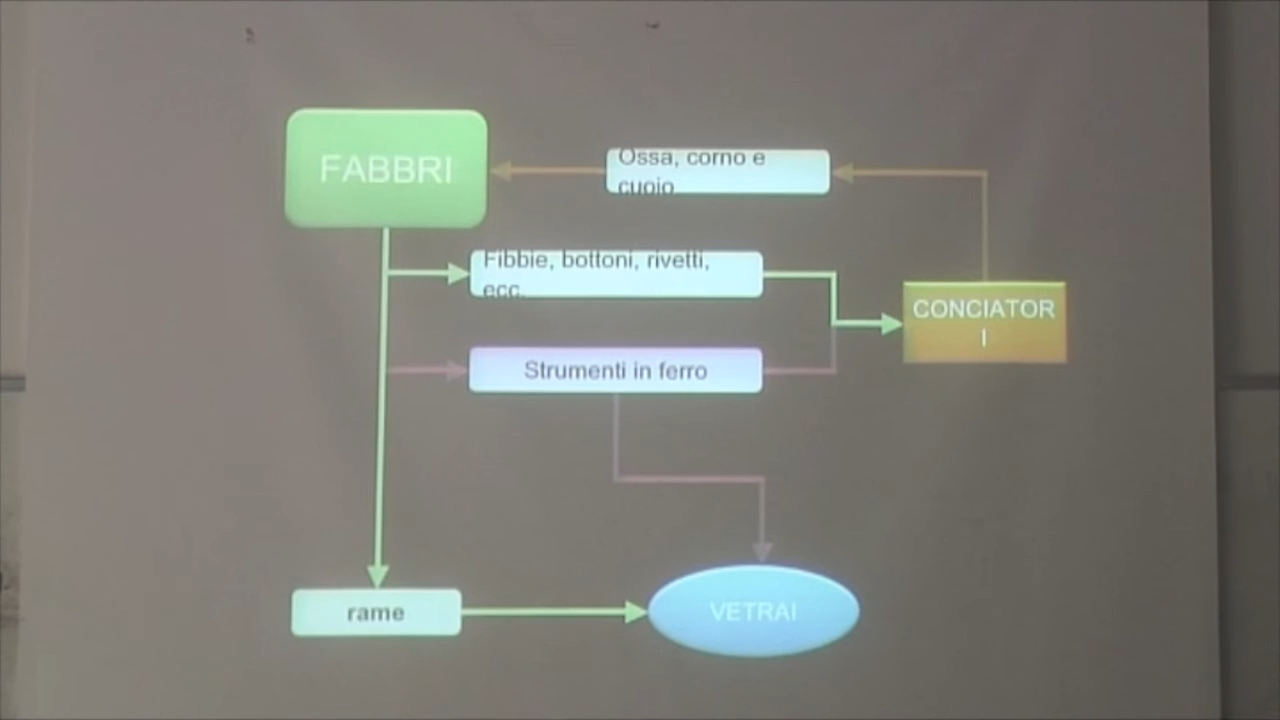 FABBRI
Ossa, corno e
cuoio
Fibbie, bottoni, rivetti,
ecc.
CONCIATOR
I
Strumenti in ferro
rame
VETRAI